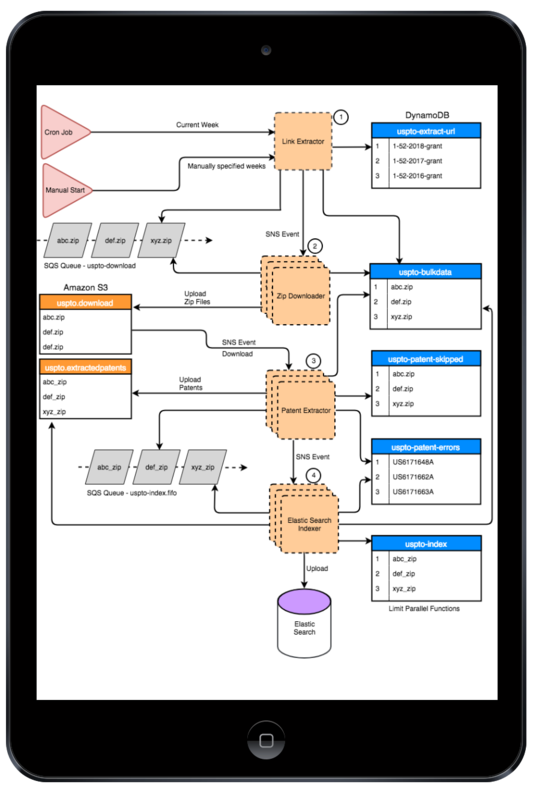 1
DynamoDB
Cron Job
Current Week
Link Extractor
uspto-extract-url
1 1-52-2018-grant
2 1-52-2017-grant
3 1-52-2016-grant
Manually specified weeks
Manual Start
abc.zip def.zip xyz.zip
SNS Event
2
SQS Queue - uspto-download
uspto-bulkdata
1 abc.zip
2 def.zip
3 xyz.zip
Zip Downloader
Amazon S3
Upload
Zip Files
uspto.download
abc.zip
def.zip
def.zip
SNS Event
Download
3
uspto-patent-skipped
1 abc.zip
2 def.zip
3 xyz.zip
uspto.extractedpatents
abc_zip
def_zip
xyz_zip
Upload
Patents
Patent Extractor
uspto-patent-errors
1 US6171648A
2 US6171662A
3 US6171663A
abc_zip def_zip xyz_zip
SNS Event
4
SQS Queue - uspto-index.fifo
Elastic Search
Indexer
uspto-index
1 abc_zip
2 def_zip
3 xyz_zip
Limit Parallel Functions
Upload
Elastic
Search